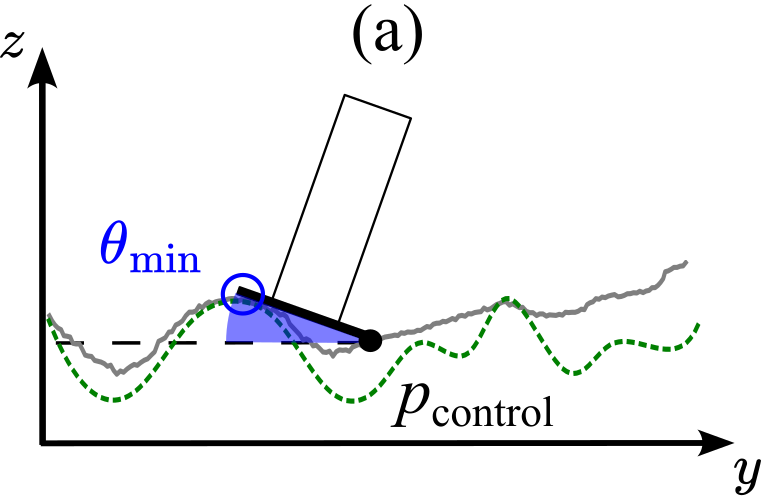 (a)
z
θmin
pcontrol
y